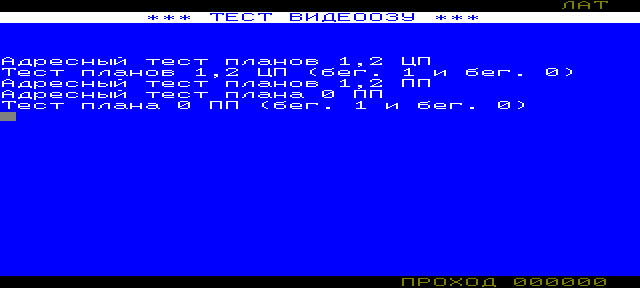 ЛАТ
*** ТЕСТ ВИДЕООЗУ ***
Адресный тест планов 1,2 ЦП
Тест планов 1,2 ЦП (бег. 1 и бег. 0)
Адресный тест планов 1,2 ПП
Адресный тест плана 0 ПП
Тест плана 0 ПП (бег. 1 и бег. 0)
ПРОХОД 000000